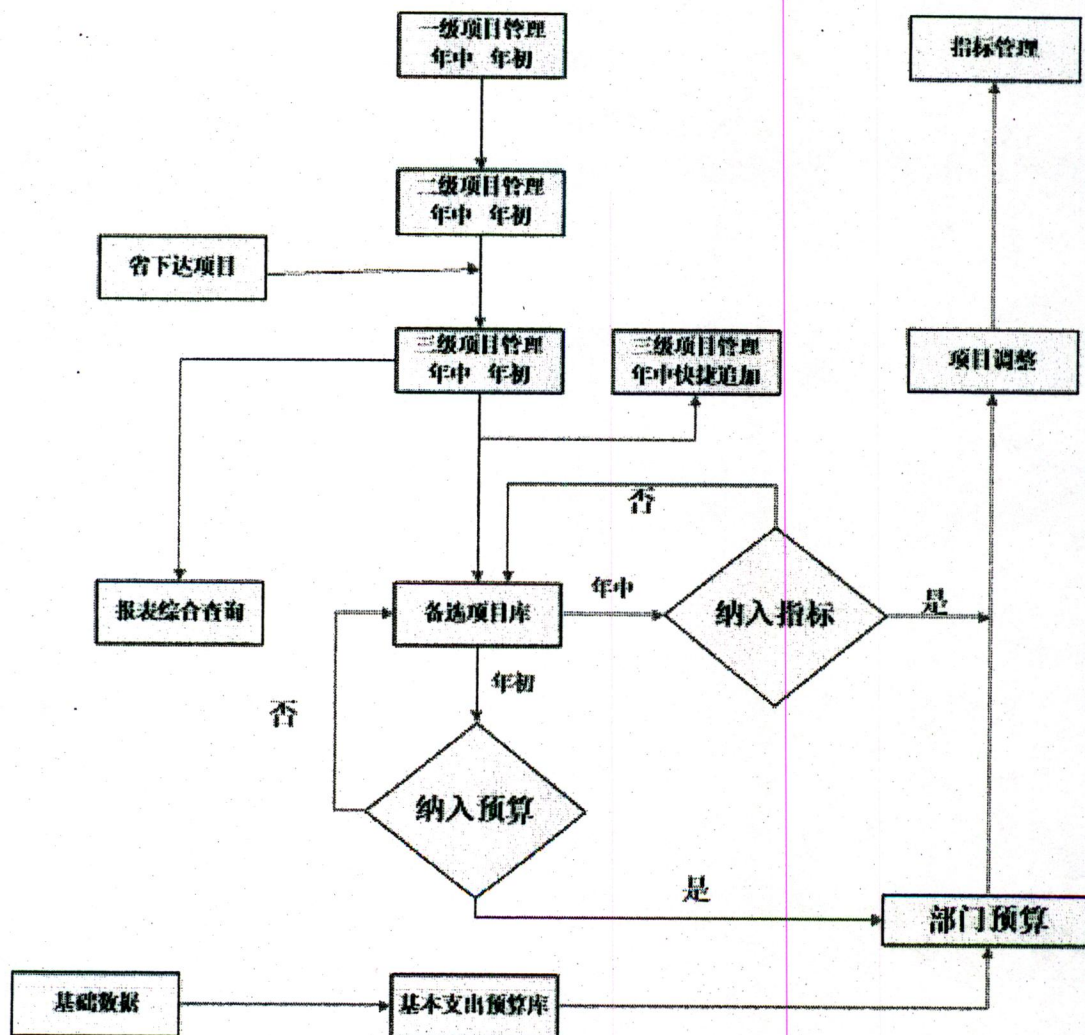 一级项目管理
年中 年初
指标管理
二级项目管理
年中 年初
省下达项目
三级项目管理
年中 年初
三级项目管理
年中快捷追加
项目调整
否
报表综合查询
备选项目库
年中
纳入指标
是
年初
否
纳入预算
是
部门预算
基础数据
基本支出预算库